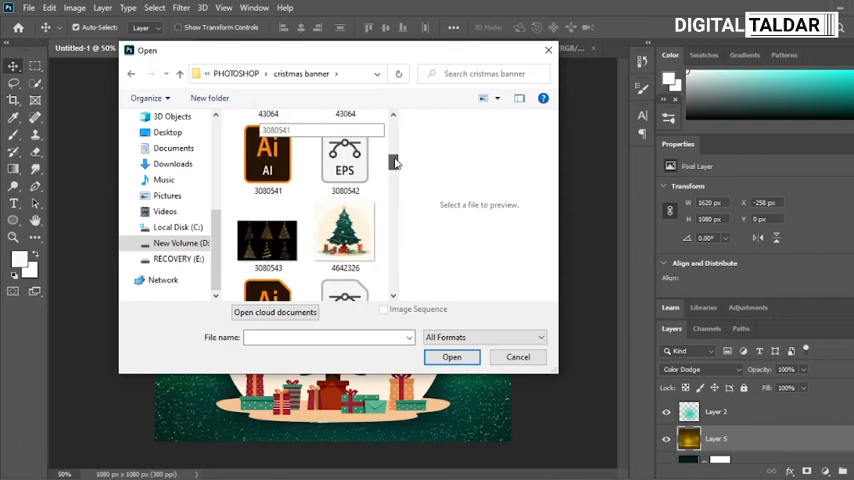 File Edit Image Layer Type Select Filter 3D View Window Help
DIGITAL TALDAR
Auto-Select: Layer Show Transform Controls 3D Mode:
Untitled-1 @ 50%
Open
PHOTOSHOP cristmas banner
Search cristmas banner
Organize New folder
3D Objects
Desktop
Documents
Downloads
Music
Pictures
Videos
Local Disk (C:)
New Volume (D:
RECOVERY (E:)
Network
43064 43064
3080541
Ai
AI
EPS
3080541 3080542
3080543 4642326
Select a file to preview.
Open cloud documents
Image Sequence
File name:
All Formats
Open Cancel
Color Swatches Gradients Patterns
Properties
Pixel Layer
Transform
W 1620 px X -258 px
H 1080 px Y 0 px
0.00°
Align and Distribute
Align:
Learn Libraries Adjustments
Layers Channels Paths
Kind
Color Dodge Opacity: 100%
Lock: Fill: 100%
Layer 2
Layer 5
50% 1080 px x 1080 px (300 ppi)